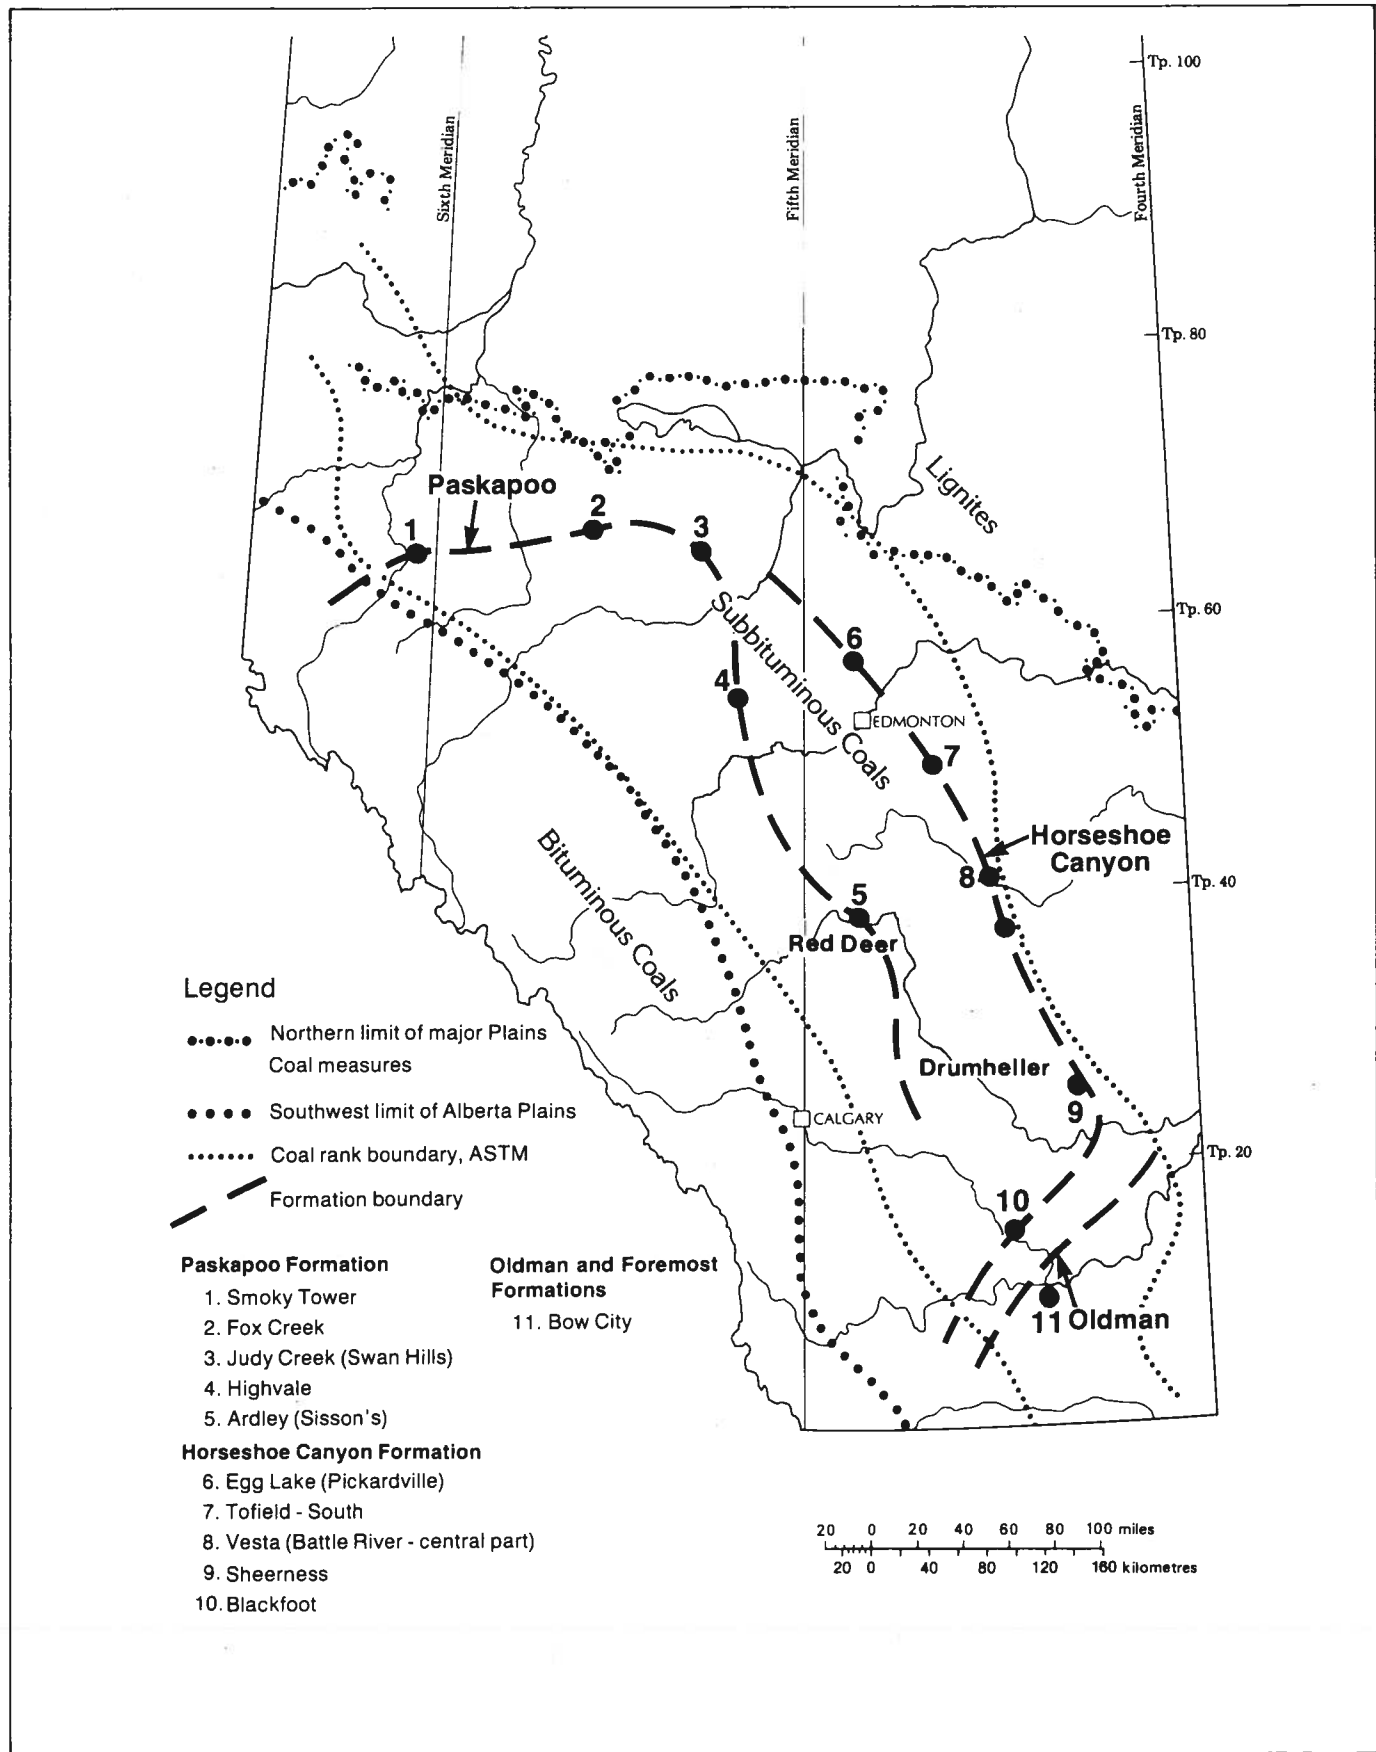 Tp. 100
Sixth Meridian
Fifth Meridian
Fourth Meridian
Tp. 80
Lignites
Paskapoo
1
2
3
Tp. 60
Subbituminous Coals
6
4
EDMONTON
7
Horseshoe
Canyon
Bituminous Coals
8
Tp. 40
5
Red Deer
Drumheller
9
CALGARY
Tp. 20
10
11 Oldman
Legend
Northern limit of major Plains
Coal measures
Southwest limit of Alberta Plains
Coal rank boundary, ASTM
Formation boundary
Paskapoo Formation
1. Smoky Tower
2. Fox Creek
3. Judy Creek (Swan Hills)
4. Highvale
5. Ardley (Sisson's)
Horseshoe Canyon Formation
6. Egg Lake (Pickardville)
7. Tofield - South
8. Vesta (Battle River - central part)
9. Sheerness
10. Blackfoot
Oldman and Foremost
Formations
11. Bow City
20 0 20 40 60 80 100 miles
20 0 40 80 120 160 kilometres